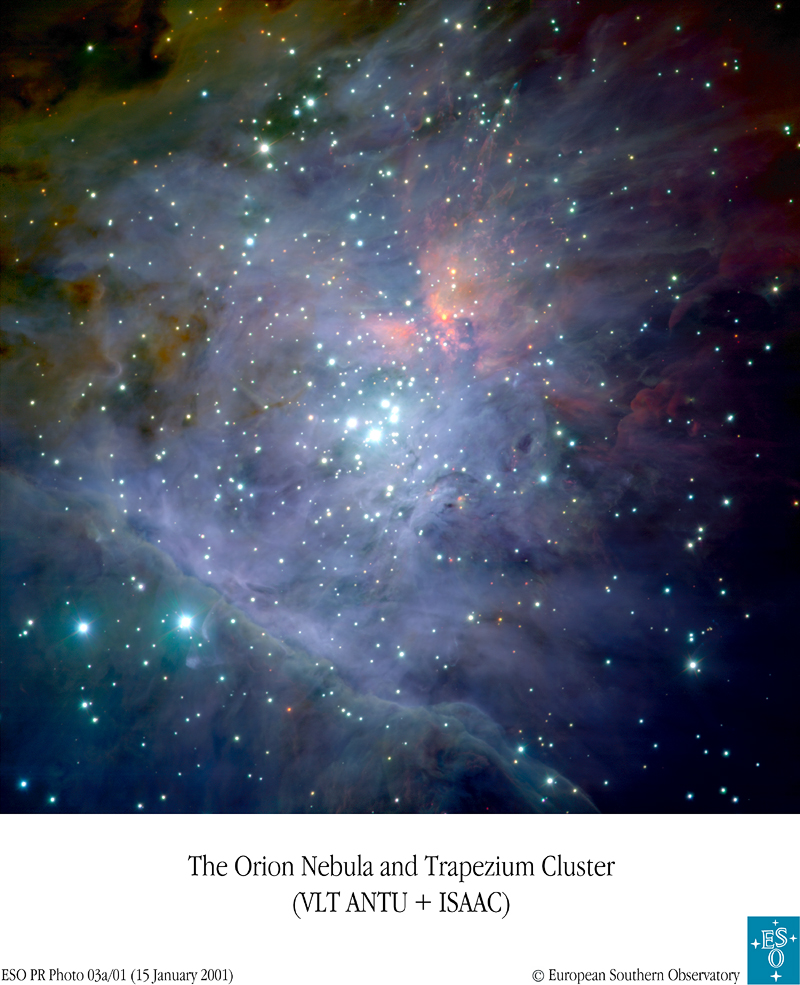 The Orion Nebula and Trapezium Cluster
(VLT ANTU + ISAAC)
ESO PR Photo 03a/01 (15 January 2001)
© European Southern Observatory
ESO